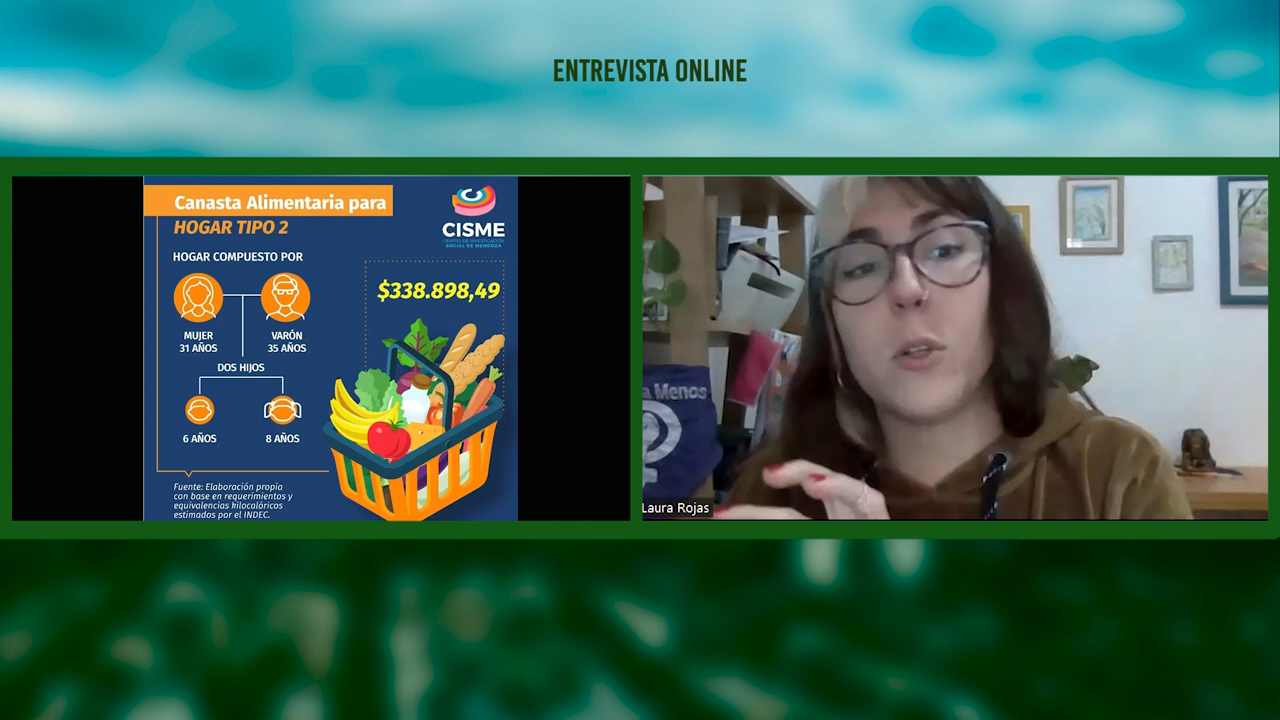 ENTREVISTA ONLINE
Canasta Alimentaria para
HOGAR TIPO 2
CISME
CENTRO DE INVESTIGACIÓN
SOCIAL DE MENDOZA
HOGAR COMPUESTO POR
$338.898,49
MUJER
31 AÑOS
VARÓN
35 AÑOS
DOS HIJOS
6 AÑOS
8 AÑOS
Fuente: Elaboración propia
con base en requerimientos y
equivalencias kilocalóricos
estimados por el INDEC.
a Menos
Laura Rojas